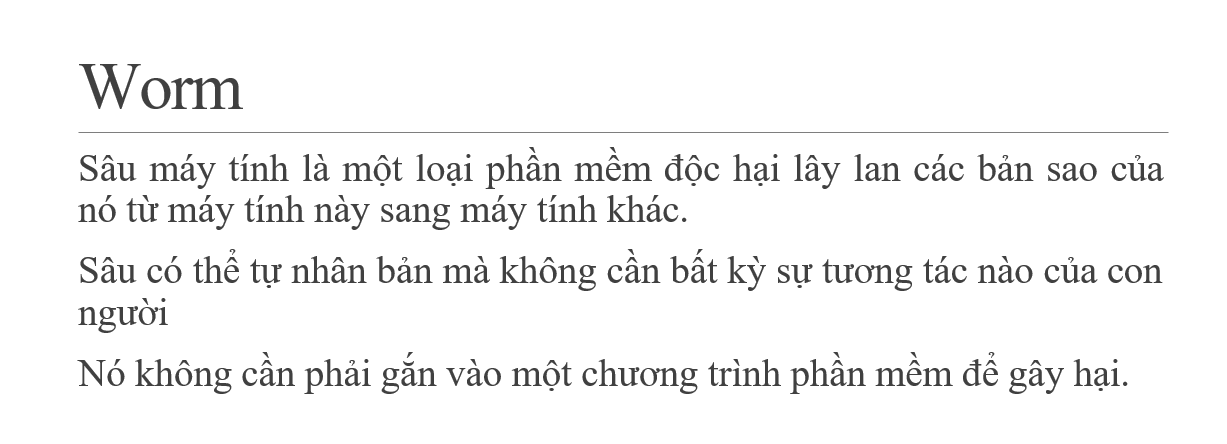 Worm
Sâu máy tính là một loại phần mềm độc hại lây lan các bản sao của
nó từ máy tính này sang máy tính khác.
Sâu có thể tự nhân bản mà không cần bất kỳ sự tương tác nào của con
người
Nó không cần phải gắn vào một chương trình phần mềm để gây hại.